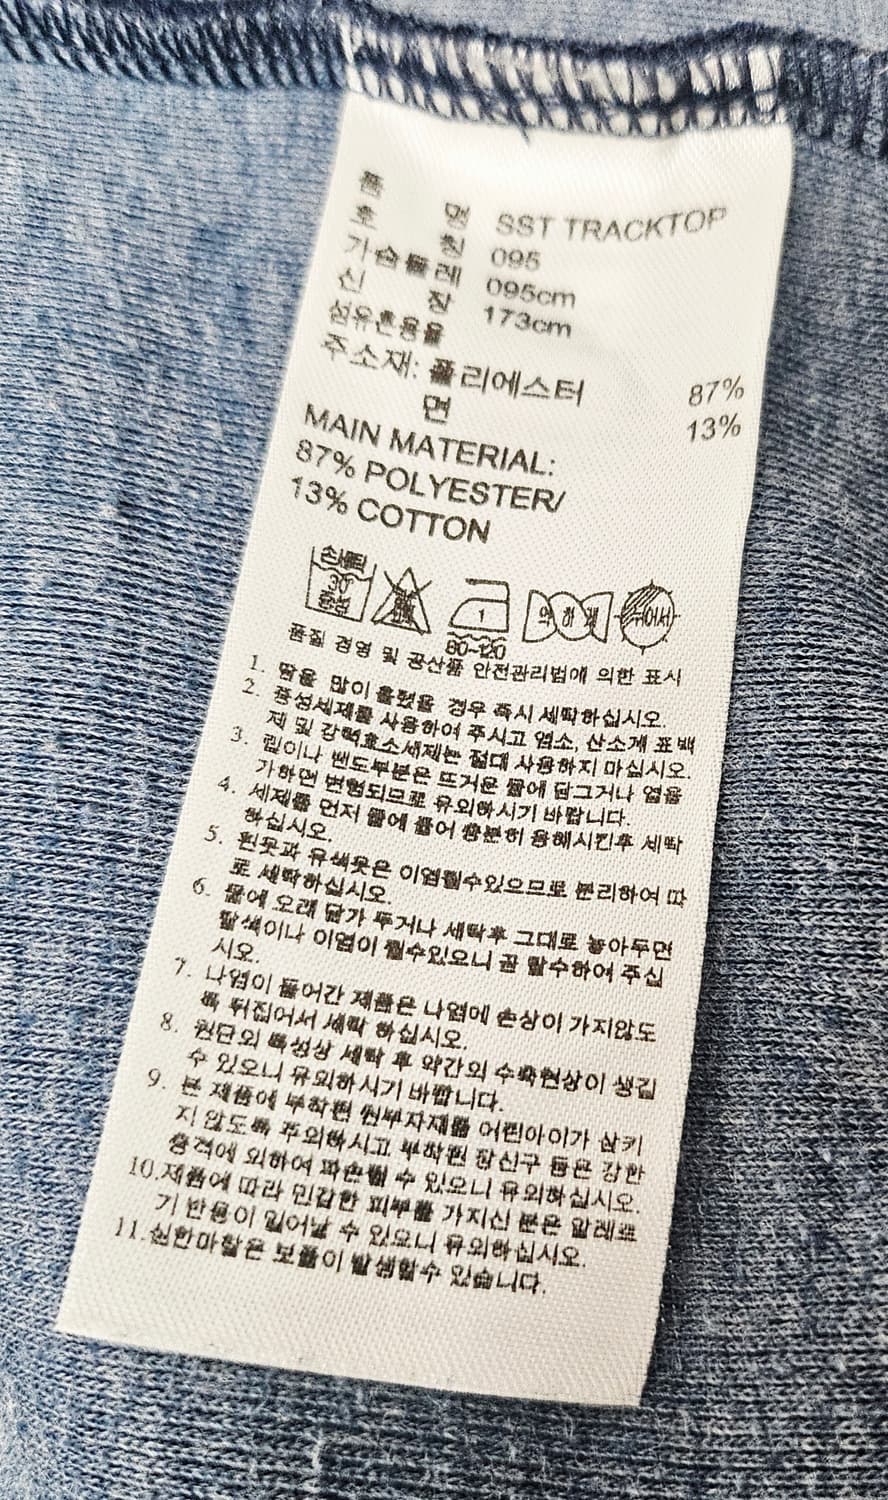 품 명 SST TRACKTOP
호 칭 095
가슴둘레 095cm
신 장 173cm
섬유혼용율
주소재: 폴리에스터 87%
면 13%
MAIN MATERIAL:
87% POLYESTER/
13% COTTON
손세탁 30° 중성 1 80-120 약하게 뉘어서
품질 경영 및 공산품 안전관리법에 의한 표시
1. 땀을 많이 흘렸을 경우 즉시 세탁하십시오.
2. 중성세제를 사용하여 주시고 염소, 산소계 표백
제 및 강력효소세제는 절대 사용하지 마십시오.
3. 립이나 밴드부분은 뜨거운 물에 담그거나 열을
가하면 변형되므로 유의하시기 바랍니다.
4. 세제를 먼저 물에 풀어 충분히 용해시킨후 세탁
하십시오.
5. 흰옷과 유색옷은 이염될수있으므로 분리하여 따
로 세탁하십시오.
6. 물에 오래 담가 두거나 세탁후 그대로 놓아두면
탈색이나 이염이 될수있으니 곧 탈수하여 주십
시오.
7. 나염이 들어간 제품은 나염에 손상이 가지않도
록 뒤집어서 세탁 하십시오.
8. 원단의 특성상 세탁 후 약간의 수축현상이 생길
수 있으니 유의하시기 바랍니다.
9. 본 제품에 부착된 원부자재를 어린아이가 삼키
지 않도록 주의하시고 부착된 장신구 등은 강한
충격에 의하여 파손될 수 있으니 유의하십시오.
10.제품에 따라 민감한 피부를 가지신 분은 알레르
기 반응이 일어날 수 있으니 유의하십시오.
11.심한마찰은 보풀이 발생할수 있습니다.